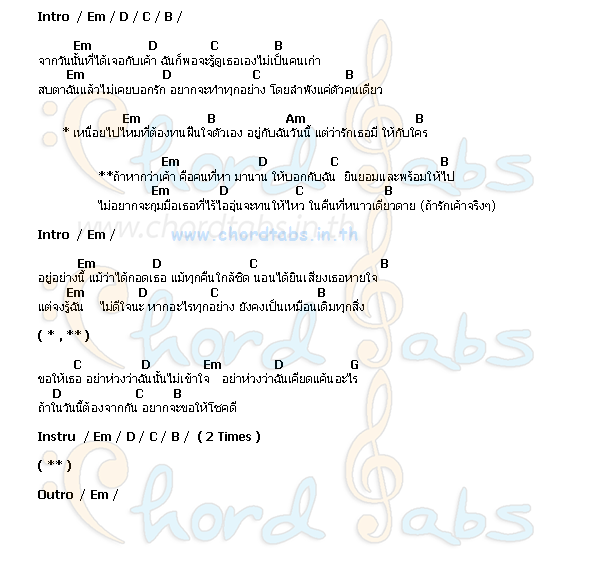 Intro / Em / D / C / B /
Em D C B
จากวันนั้นที่ได้เจอกับเค้า ฉันก็พอจะรู้ดูเธอเองไม่เป็นคนเก่า
Em D C B
สบตาฉันแล้วไม่เคยบอกรัก อยากจะทำทุกอย่าง โดยลำพังแค่ตัวคนเดียว
Em B Am B
* เหนื่อยไปไหมที่ต้องทนฝืนใจตัวเอง อยู่กับฉันวันนี้ แต่ว่ารักเธอมี ให้กับใคร
Em D C B
**ถ้าหากว่าเค้า คือคนที่หา มานาน ให้บอกกับฉัน ยินยอมและพร้อมให้ไป
Em D C B
ไม่อยากจะกุมมือเธอที่ไร้ไออุ่นจะทนให้ไหว ในคืนที่หนาวเดียวดาย (ถ้ารักเค้าจริงๆ)
www.chordtabs.in.th
Intro / Em /
Em D C B
อยู่อย่างนี้ แม้ว่าได้กอดเธอ แม้ทุกคืนใกล้ชิด นอนได้ยินเสียงเธอหายใจ
Em D C B
แต่จงรู้ฉัน ไม่ดีใจนะ หากอะไรทุกอย่าง ยังคงเป็นเหมือนเดิมทุกสิ่ง
( * , ** )
C D Em D G
ขอให้เธอ อย่าห่วงว่าฉันนั้นไม่เข้าใจ อย่าห่วงว่าฉันเคียดแค้นอะไร
D C B
ถ้าในวันนี้ต้องจากกัน อยากจะขอให้โชคดี
Instru / Em / D / C / B / ( 2 Times )
( ** )
Outro / Em /